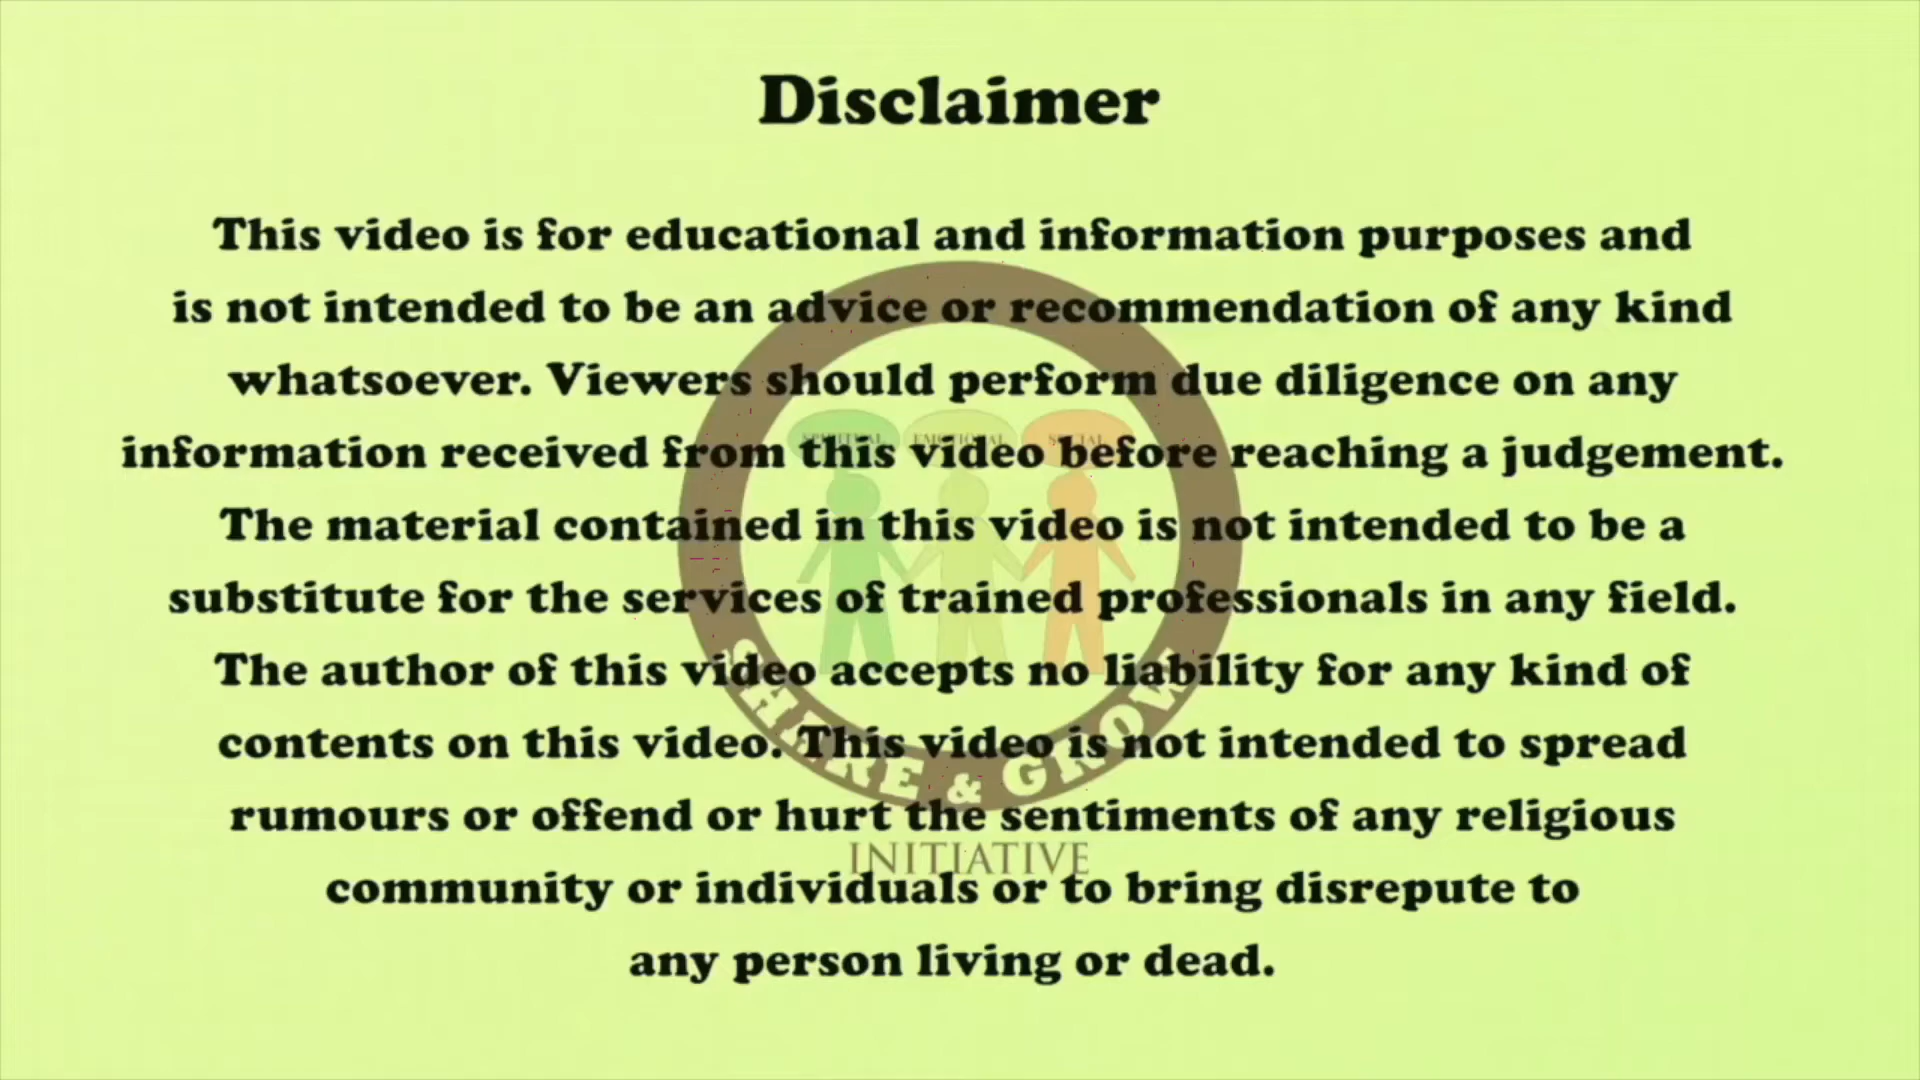 Disclaimer
This video is for educational and information purposes and
is not intended to be an advice or recommendation of any kind
whatsoever. Viewers should perform due diligence on any
SPIRITUAL EMOTIONAL SOCIAL
information received from this video before reaching a judgement.
The material contained in this video is not intended to be a
substitute for the services of trained professionals in any field.
The author of this video accepts no liability for any kind of
contents on this video. This video is not intended to spread
SHARE & GROW
rumours or offend or hurt the sentiments of any religious
INITIATIVE
community or individuals or to bring disrepute to
any person living or dead.